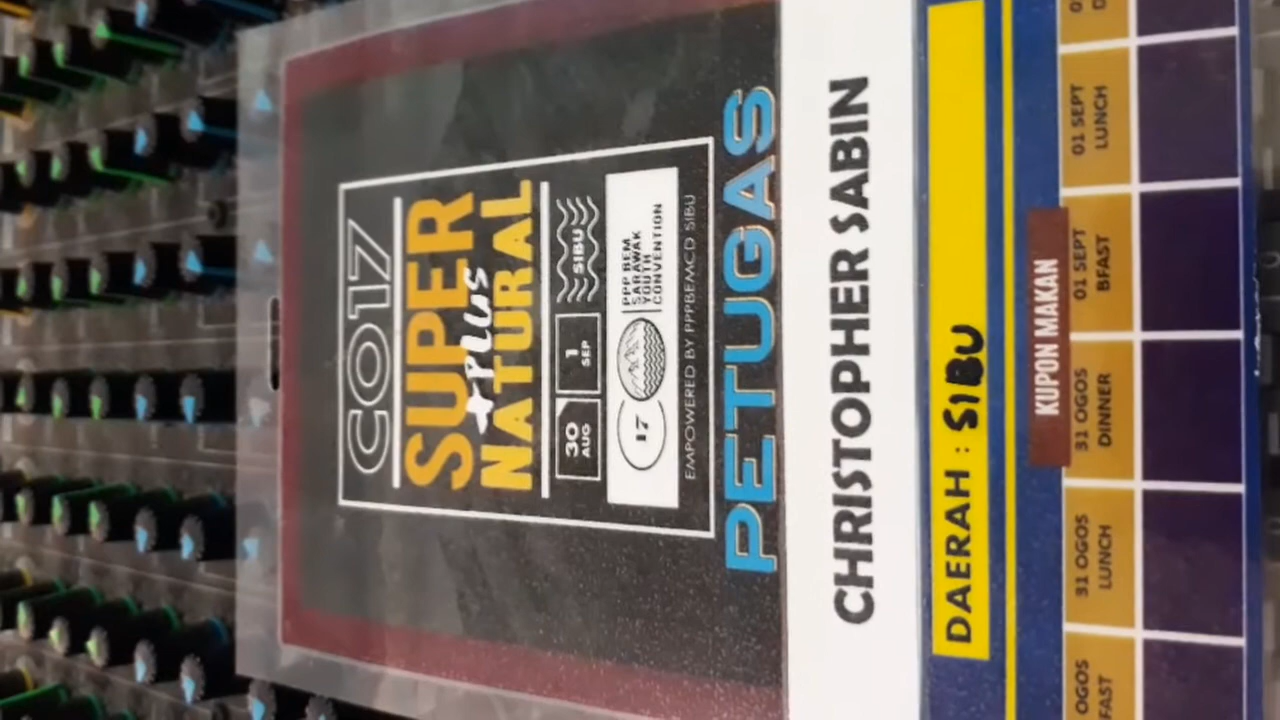 CO17
SUPER
+PLUS
NATURAL
30 AUG
1 SEP
SIBU
17
PPP BEM
SARAWAK
YOUTH
CONVENTION
EMPOWERED BY PPPBEMCD SIBU
PETUGAS
CHRISTOPHER SABIN
DAERAH : SIBU
KUPON MAKAN
OGOS
FAST
31 OGOS
LUNCH
31 OGOS
DINNER
01 SEPT
BFAST
01 SEPT
LUNCH